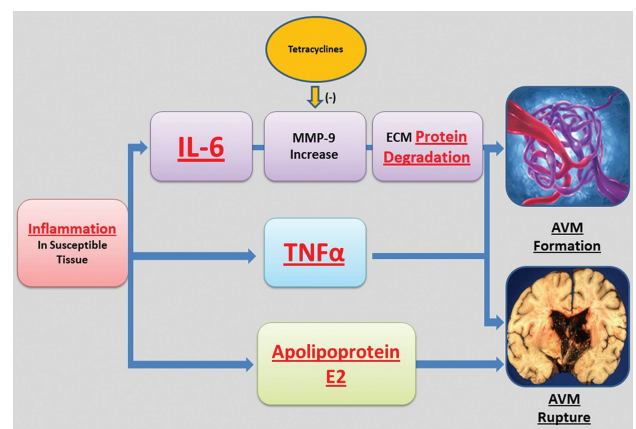 Tetracyclines
(-)
IL-6
MMP-9
Increase
ECM Protein
Degradation
Inflammation
In Susceptible
Tissue
TNFα
Apolipoprotein
E2
AVM
Formation
AVM
Rupture